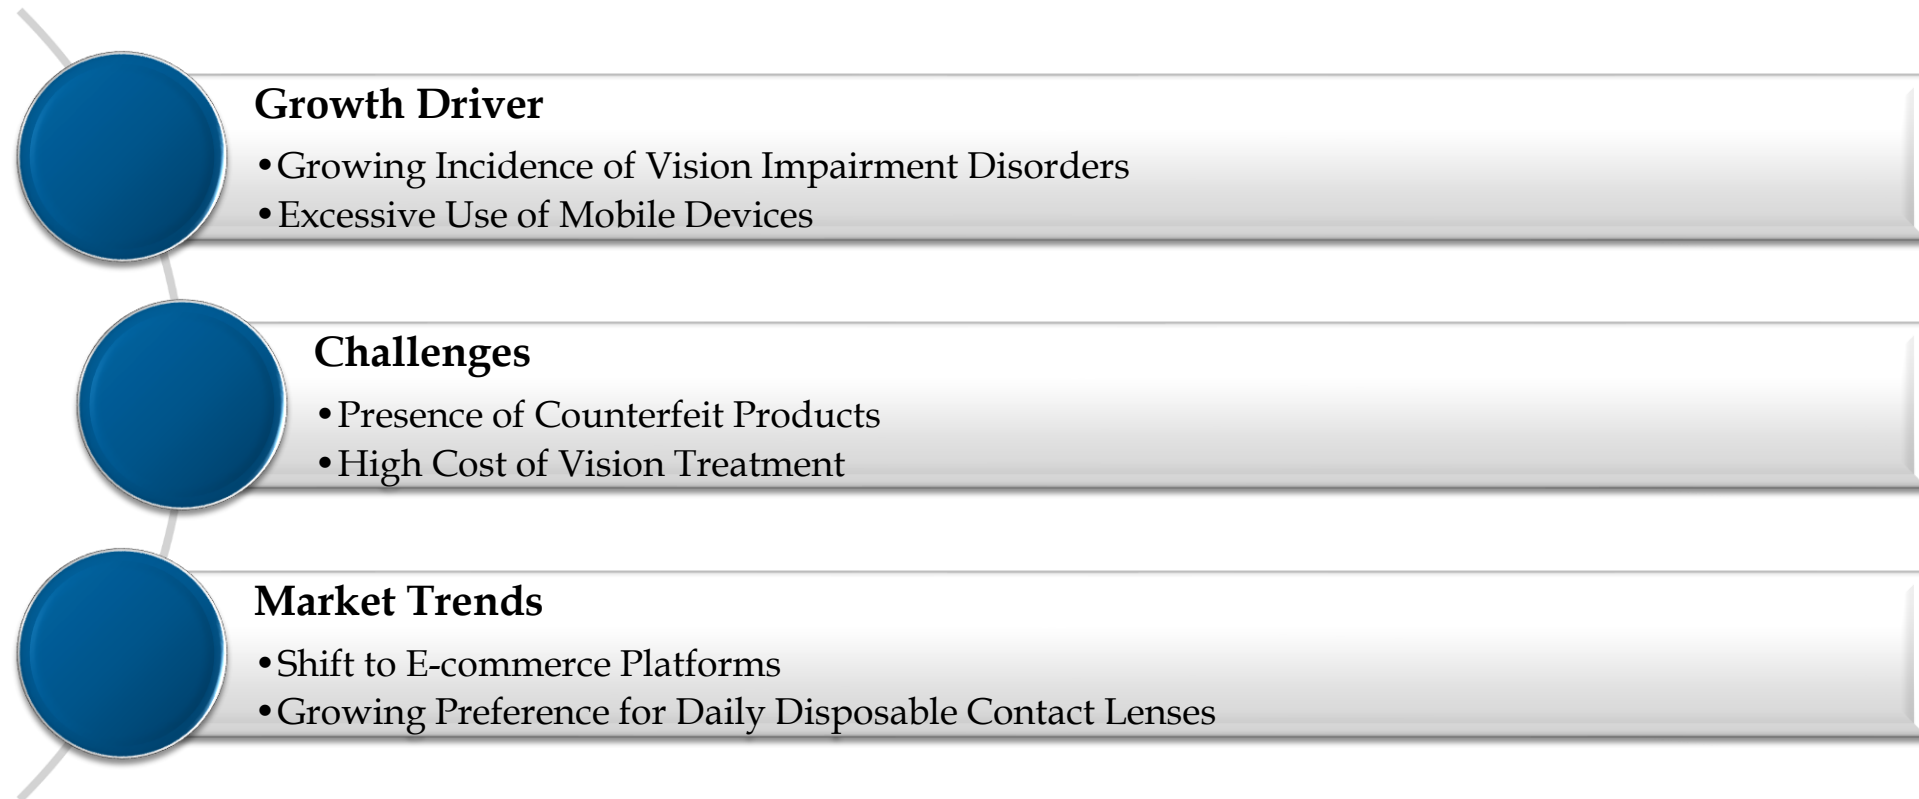 Growth Driver
•Growing Incidence of Vision Impairment Disorders
•Excessive Use of Mobile Devices
Challenges
•Presence of Counterfeit Products
•High Cost of Vision Treatment
Market Trends
•Shift to E-commerce Platforms
•Growing Preference for Daily Disposable Contact Lenses